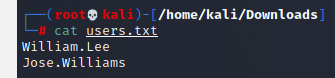 ┌──(root💀kali)-[/home/kali/Downloads]
└─# cat users.txt
William.Lee
Jose.Williams